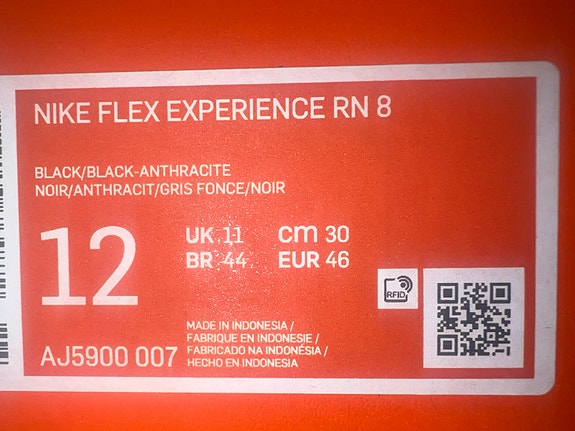 NIKE FLEX EXPERIENCE RN 8
BLACK/BLACK-ANTHRACITE
NOIR/ANTHRACIT/GRIS FONCE/NOIR
12
UK 11 cm 30
BR 44 EUR 46
RFID
MADE IN INDONESIA /
FABRIQUE EN INDONESIE /
FABRICADO NA INDONÉSIA /
HECHO EN INDONESIA
AJ5900 007